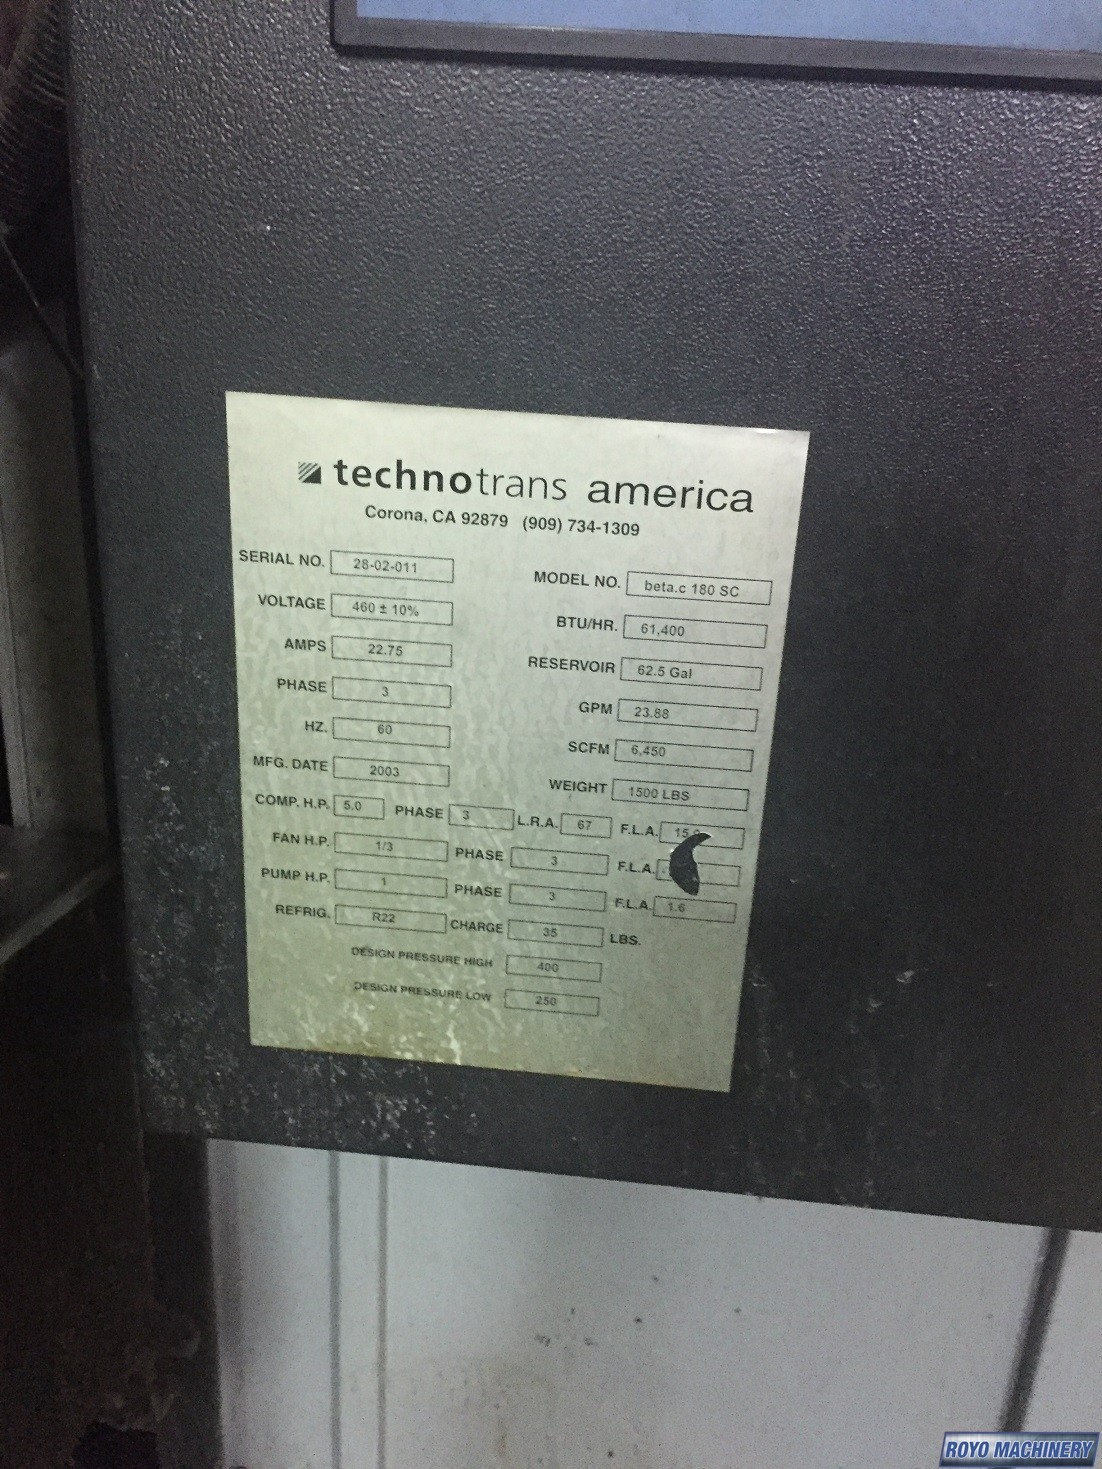 technotrans america
Corona, CA 92879 (909) 734-1309
SERIAL NO. 28-02-011 MODEL NO. beta.c 180 SC
VOLTAGE 460 ± 10% BTU/HR. 61,400
AMPS 22.75 RESERVOIR 62.5 Gal
PHASE 3 GPM 23.88
HZ. 60 SCFM 6,450
MFG. DATE 2003 WEIGHT 1500 LBS
COMP. H.P. 5.0 PHASE 3 L.R.A. 67 F.L.A.
FAN H.P. 1/3 PHASE 3 F.L.A.
PUMP H.P. 1 PHASE 3 F.L.A. 1.6
REFRIG. R22 CHARGE 35 LBS.
DESIGN PRESSURE HIGH 400
DESIGN PRESSURE LOW 250
ROYO MACHINERY